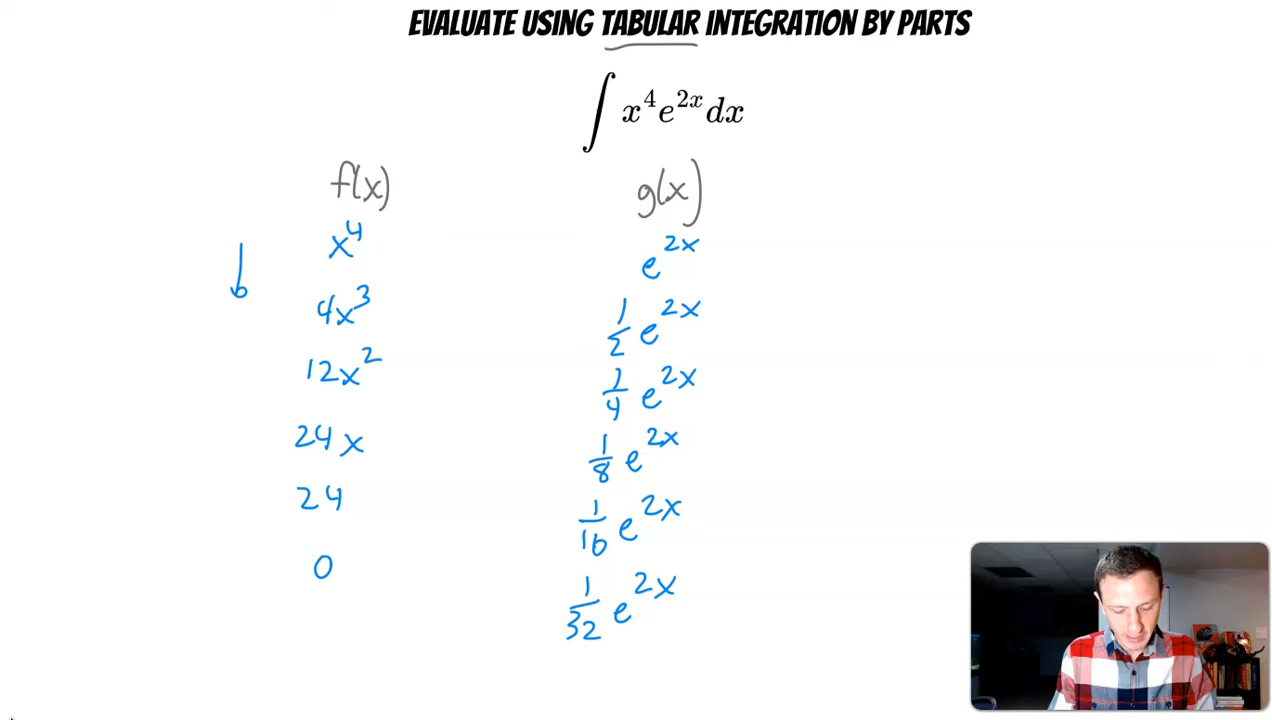 EVALUATE USING TABULAR INTEGRATION BY PARTS
∫ x⁴e²ˣdx
f(x) g(x)
x⁴ e²ˣ
4x³ 1/2 e²ˣ
12x² 1/4 e²ˣ
24x 1/8 e²ˣ
24 1/16 e²ˣ
0 1/32 e²ˣ